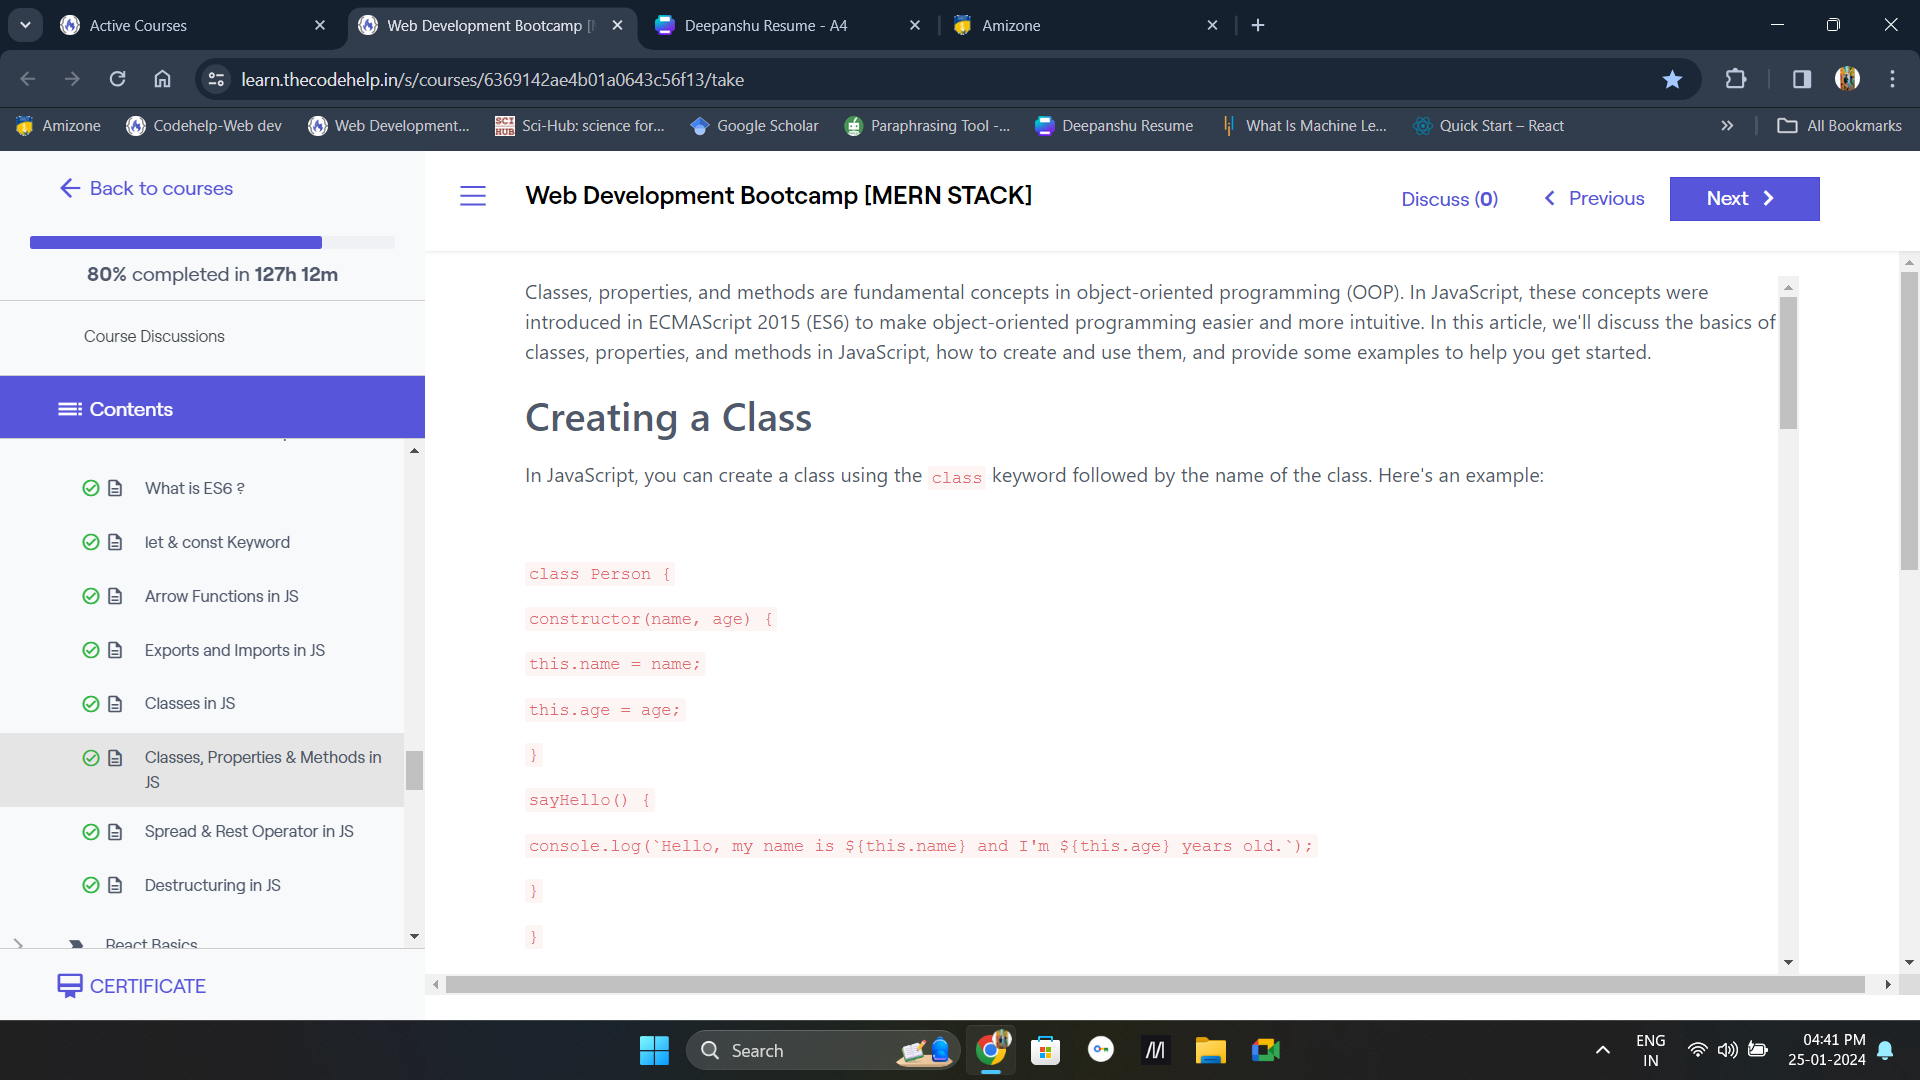 Active Courses
Web Development Bootcamp [
Deepanshu Resume - A4
Amizone
learn.thecodehelp.in/s/courses/6369142ae4b01a0643c56f13/take
Amizone
Codehelp-Web dev
Web Development...
SCI HUB
Sci-Hub: science for...
Google Scholar
Paraphrasing Tool -...
Deepanshu Resume
What Is Machine Le...
Quick Start – React
All Bookmarks
Back to courses
80% completed in 127h 12m
Course Discussions
Contents
What is ES6 ?
let & const Keyword
Arrow Functions in JS
Exports and Imports in JS
Classes in JS
Classes, Properties & Methods in
JS
Spread & Rest Operator in JS
Destructuring in JS
React Basics
CERTIFICATE
Web Development Bootcamp [MERN STACK]
Discuss (0)
Previous
Next
Classes, properties, and methods are fundamental concepts in object-oriented programming (OOP). In JavaScript, these concepts were
introduced in ECMAScript 2015 (ES6) to make object-oriented programming easier and more intuitive. In this article, we'll discuss the basics of
classes, properties, and methods in JavaScript, how to create and use them, and provide some examples to help you get started.
Creating a Class
In JavaScript, you can create a class using the class keyword followed by the name of the class. Here's an example:
class Person {
constructor(name, age) {
this.name = name;
this.age = age;
}
sayHello() {
console.log(`Hello, my name is ${this.name} and I'm ${this.age} years old.`);
}
}
Search
ENG
IN
04:41 PM
25-01-2024